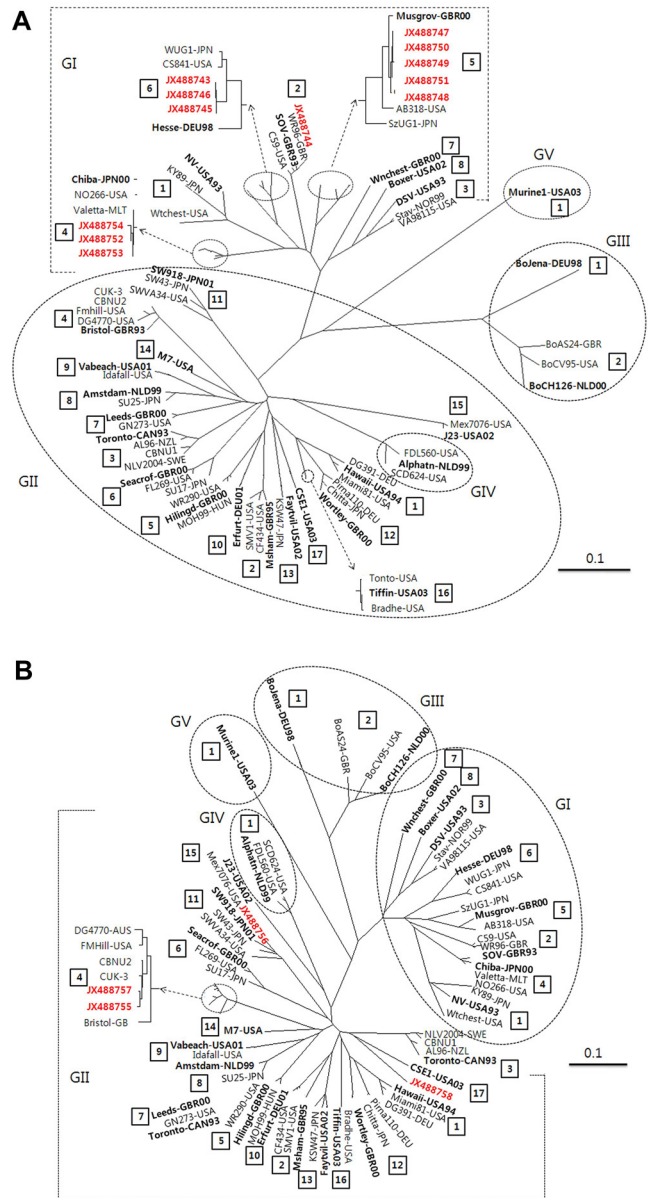 A
GI
WUG1-JPN
CS841-USA
6
JX488743
JX488746
JX488745
Hesse-DEU98
2
JX488744
WR96-GBR
SOV-GBR93
C59-USA
Musgrov-GBR00
JX488747
JX488750
JX488749
5
JX488751
JX488748
AB318-USA
SzUG1-JPN
Chiba-JPN00
NO266-USA
Valetta-MLT
4
JX488754
JX488752
JX488753
1
NV-USA93
KY89-JPN
Wtchest-USA
7
Wnchest-GBR00
8
Boxer-USA02
DSV-USA93
3
Stav-NOR99
VA98115-USA
GV
Murine1-USA03
1
GIII
BoJena-DEU98
1
BoAS24-GBR
BoCV95-USA
2
BoCH126-NLD00
SW918-JPN01
SW43-JPN
11
SWVA34-USA
CUK-3
CBNU2
4
Fmhill-USA
DG4770-USA
Bristol-GBR93
14
M7-USA
9
Vabeach-USA01
Idafall-USA
8
Amstdam-NLD99
SU25-JPN
7
Leeds-GBR00
GN273-USA
Toronto-CAN93
3
AL96-NZL
CBNU1
NLV2004-SWE
GII
Seacrof-GBR00
6
FL269-USA
SU17-JPN
WR290-USA
5
Hilingd-GBR00
MOH99-HUN
10
Erfurt-DEU01
SMV1-USA
2
CF434-USA
Msham-GBR95
KSW47-JPN
13
Faytvil-USA02
CSE1-USA03
17
15
Mex7076-USA
J23-USA02
FDL560-USA
Alphatn-NLD99
SCD624-USA
GIV
DG391-DEU
Hawaii-USA94
1
Miami81-USA
Pirna110-DEU
Chitta-JPN
Wortley-GBR00
12
Tonto-USA
Tiffin-USA03
16
Bradhe-USA
0.1
B
GV
1
Murine1-USA03
BoJena-DEU98
1
2
BoAS24-GBR
BoCV95-USA
BoCH126-NLD00
GIII
GI
7
Wnchest-GBR00
8
Boxer-USA02
3
DSV-USA93
Stav-NOR99
VA98115-USA
Hesse-DEU98
6
WUG1-JPN
CS841-USA
SzUG1-JPN
Musgrov-GBR00
5
AB318-USA
C59-USA
2
WR96-GBR
SOV-GBR93
Chiba-JPN00
Valetta-MLT
4
NO266-USA
KY89-JPN
NV-USA93
1
Wtchest-USA
GIV
1
SCD624-USA
FDL560-USA
Alphatn-NLD99
15
J23-USA02
Mex7076-USA
JX488756
11
SW918-JPN01
SW43-JPN
SWVA34-USA
6
Seacrof-GBR00
FL269-USA
SU17-JPN
DG4770-AUS
FMHill-USA
CBNU2
4
CUK-3
JX488757
JX488755
Bristol-GB
14
M7-USA
9
Vabeach-USA01
Idafall-USA
Amstdam-NLD99
8
SU25-JPN
GII
7
Leeds-GBR00
GN273-USA
Toronto-CAN93
WR290-USA
5
Hilingd-GBR00
MOH99-HUN
10
Erfurt-DEU01
CF434-USA
2
SMV1-USA
Msham-GBR95
13
KSW47-JPN
Faytvil-USA02
Tiffin-USA03
16
Bradhe-USA
Wortley-GBR00
12
Chitta-JPN
Pirna110-DEU
DG391-DEU
Miami81-USA
1
Hawaii-USA94
JX488758
17
CSE1-USA03
NLV2004-SWE
CBNU1
AL96-NZL
Toronto-CAN93
3
0.1